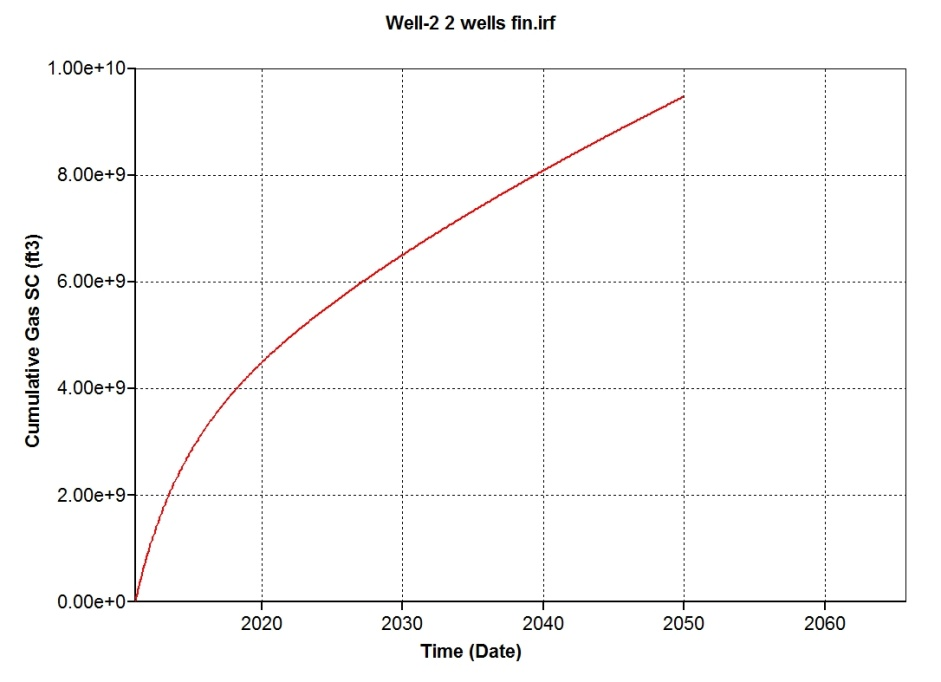 Well-2 2 wells fin.irf
1.00e+10
8.00e+9
6.00e+9
4.00e+9
2.00e+9
0.00e+0
Cumulative Gas SC (ft3)
2020 2030 2040 2050 2060
Time (Date)